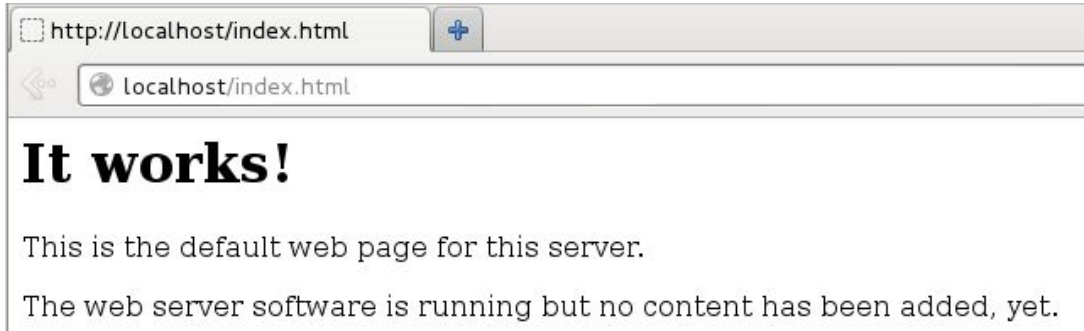 http://localhost/index.html
localhost/index.html
It works!
This is the default web page for this server.
The web server software is running but no content has been added, yet.